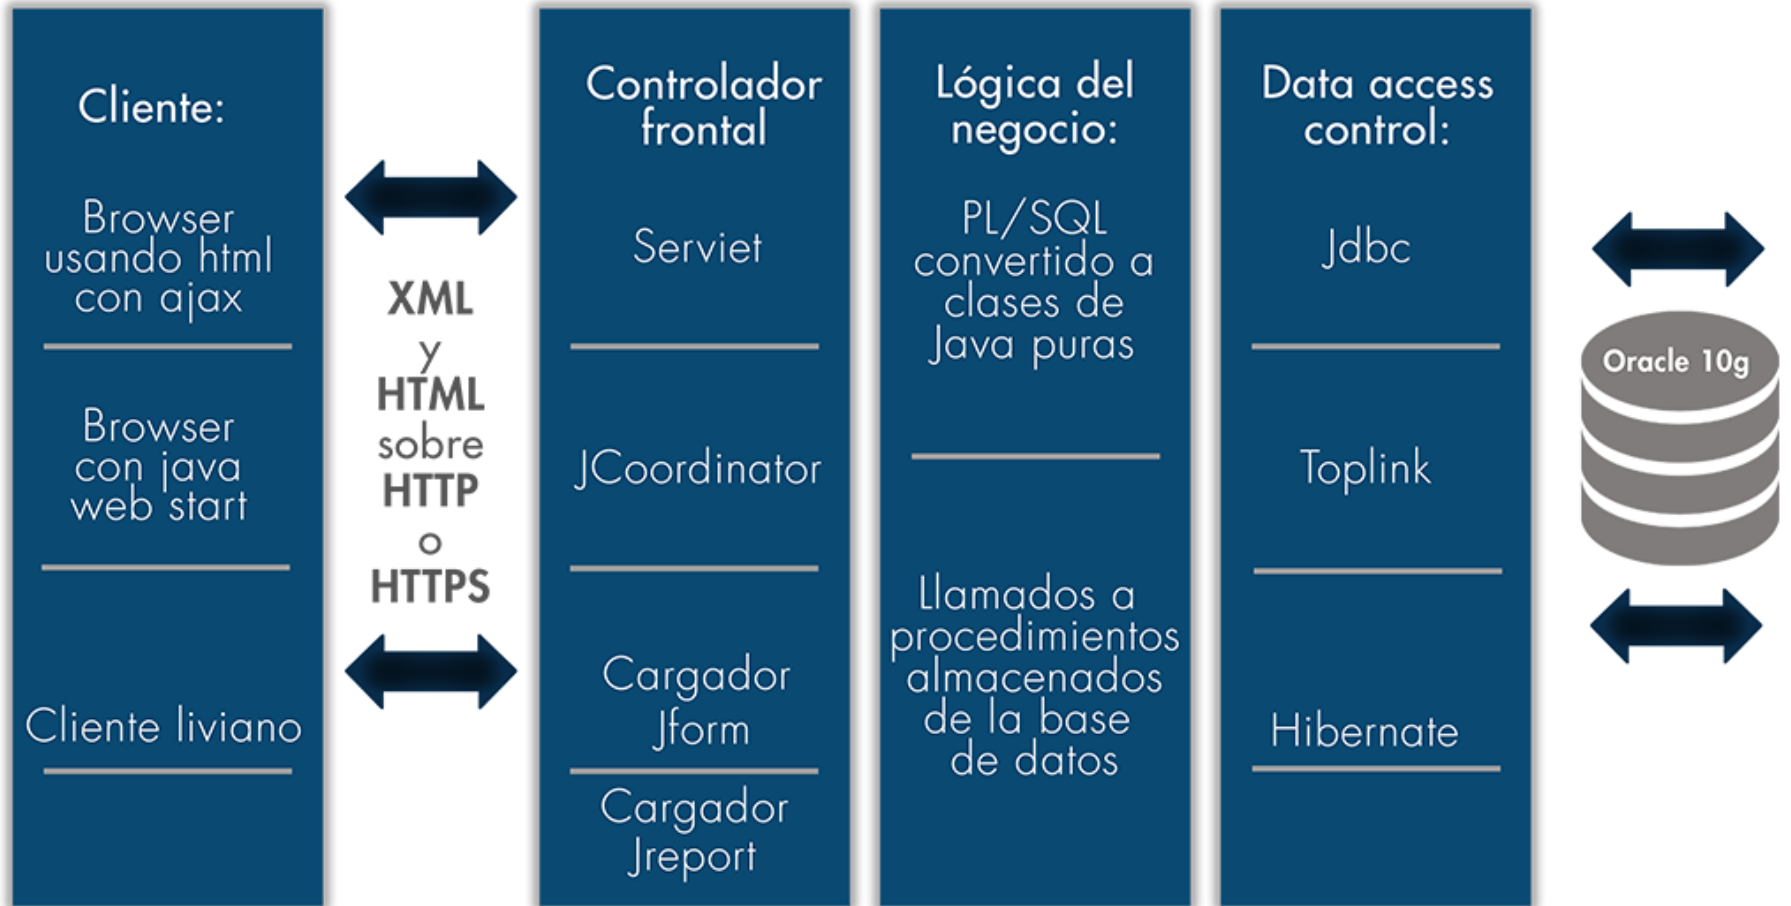 Cliente:
Browser
usando html
con ajax
Browser
con java
web start
Cliente liviano
XML
y
HTML
sobre
HTTP
o
HTTPS
Controlador
frontal
Serviet
JCoordinator
Cargador
Jform
Cargador
Jreport
Lógica del
negocio:
PL/SQL
convertido a
clases de
Java puras
Llamados a
procedimientos
almacenados
de la base
de datos
Data access
control:
Jdbc
Toplink
Hibernate
Oracle 10g